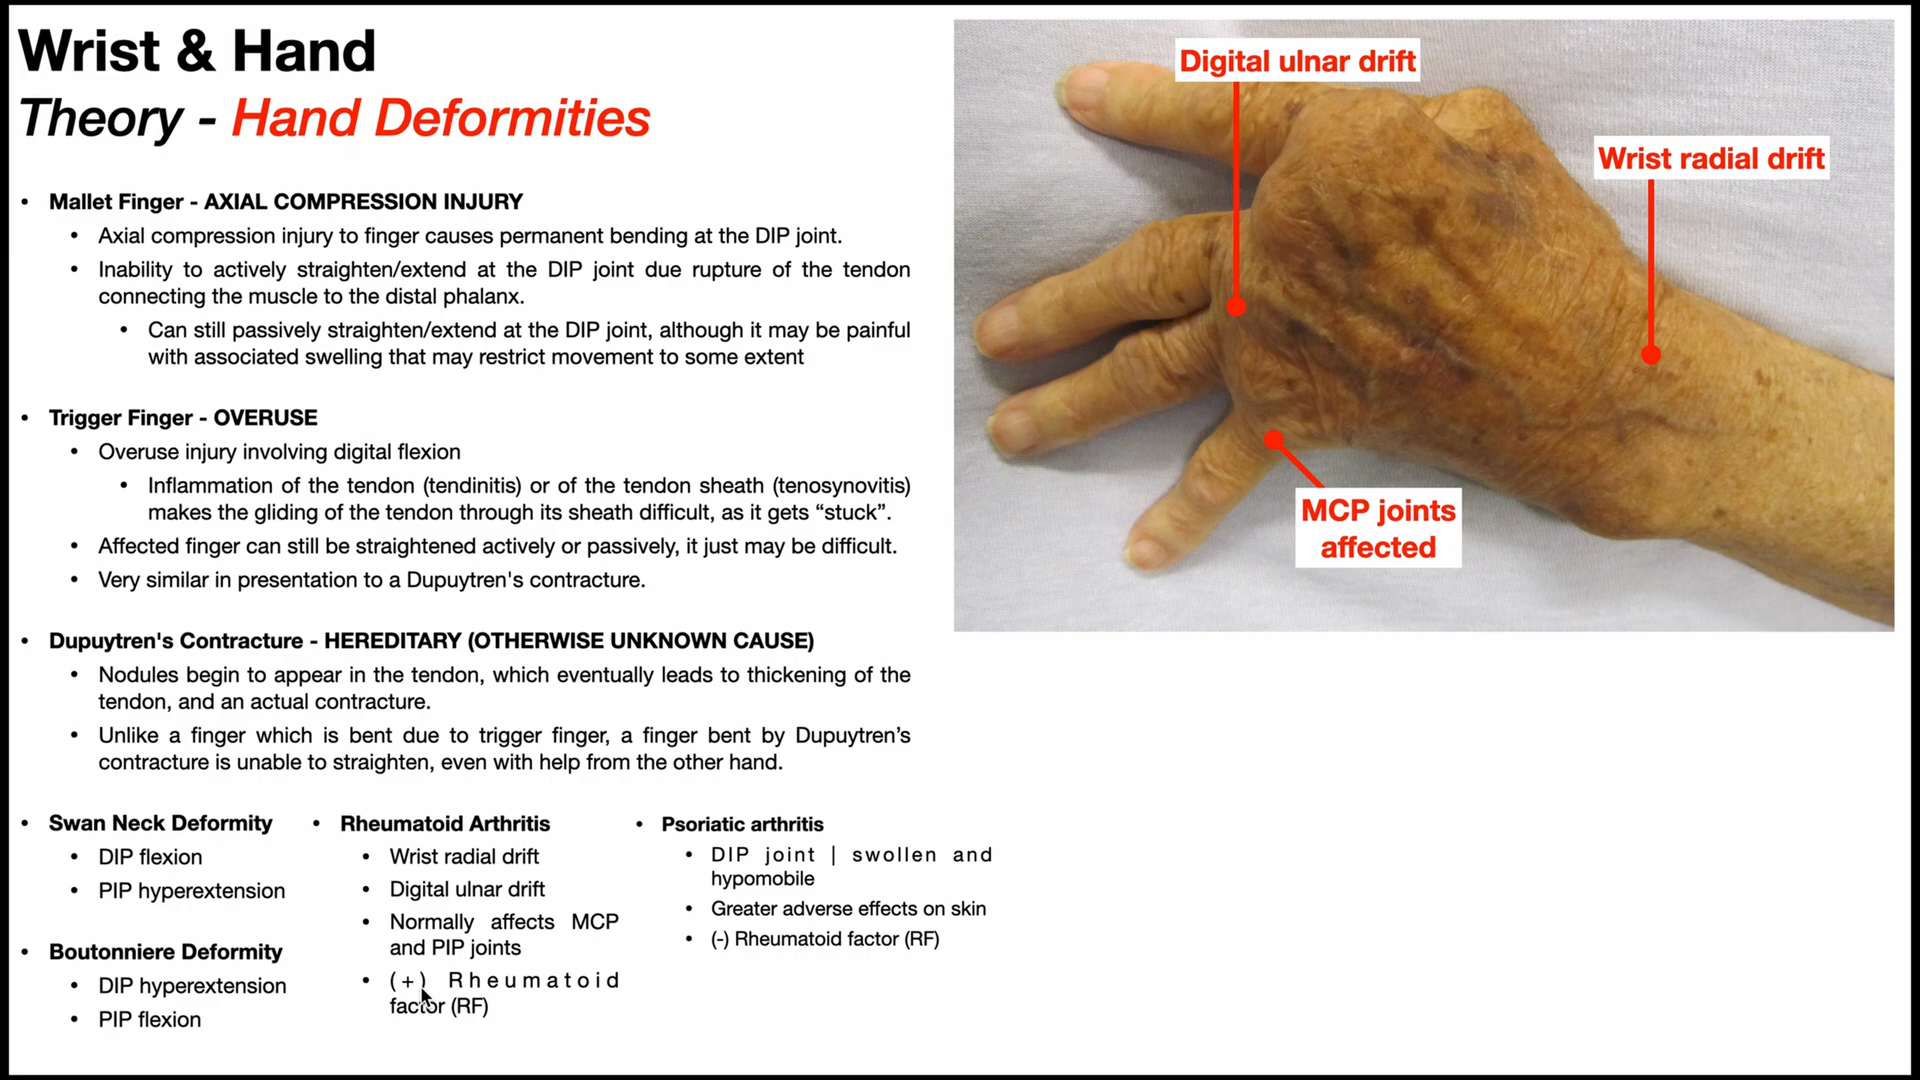 Wrist & Hand
Theory - Hand Deformities
• Mallet Finger - AXIAL COMPRESSION INJURY
• Axial compression injury to finger causes permanent bending at the DIP joint.
• Inability to actively straighten/extend at the DIP joint due rupture of the tendon
connecting the muscle to the distal phalanx.
• Can still passively straighten/extend at the DIP joint, although it may be painful
with associated swelling that may restrict movement to some extent
• Trigger Finger - OVERUSE
• Overuse injury involving digital flexion
• Inflammation of the tendon (tendinitis) or of the tendon sheath (tenosynovitis)
makes the gliding of the tendon through its sheath difficult, as it gets “stuck”.
• Affected finger can still be straightened actively or passively, it just may be difficult.
• Very similar in presentation to a Dupuytren's contracture.
• Dupuytren's Contracture - HEREDITARY (OTHERWISE UNKNOWN CAUSE)
• Nodules begin to appear in the tendon, which eventually leads to thickening of the
tendon, and an actual contracture.
• Unlike a finger which is bent due to trigger finger, a finger bent by Dupuytren’s
contracture is unable to straighten, even with help from the other hand.
• Swan Neck Deformity
• DIP flexion
• PIP hyperextension
• Boutonniere Deformity
• DIP hyperextension
• PIP flexion
• Rheumatoid Arthritis
• Wrist radial drift
• Digital ulnar drift
• Normally affects MCP
and PIP joints
• (+) Rheumatoid
factor (RF)
• Psoriatic arthritis
• DIP joint | swollen and
hypomobile
• Greater adverse effects on skin
• (-) Rheumatoid factor (RF)
Digital ulnar drift
Wrist radial drift
MCP joints
affected